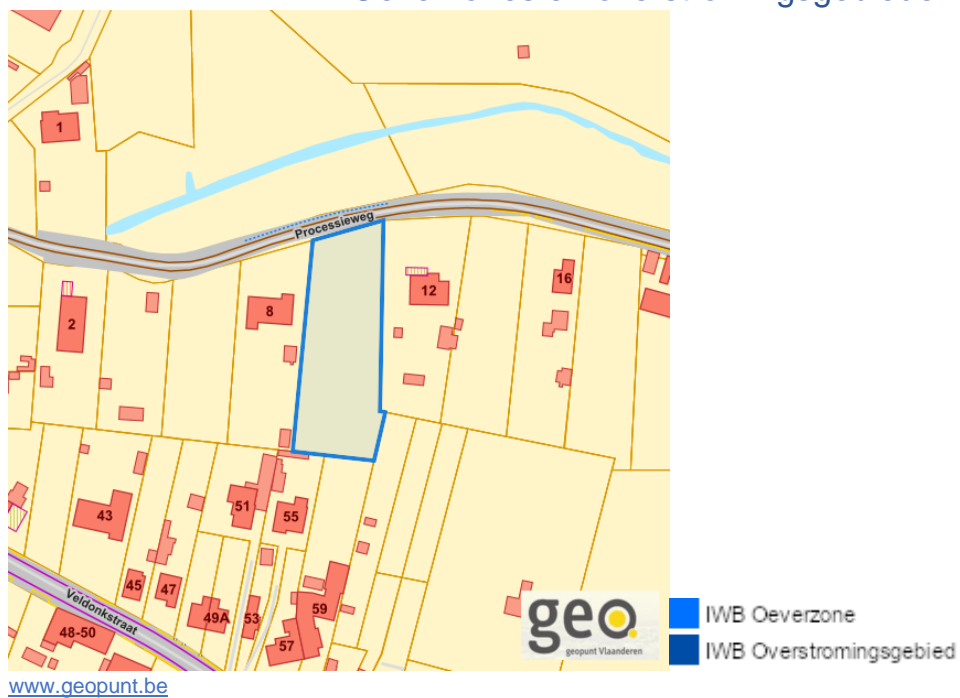 1
Processieweg
16
12
8
2
51
55
43
45
47
59
49A
53
Veldonkstraat
48-50
57
geo.
geopunt Vlaanderen
IWB Oeverzone
IWB Overstromingsgebied
www.geopunt.be